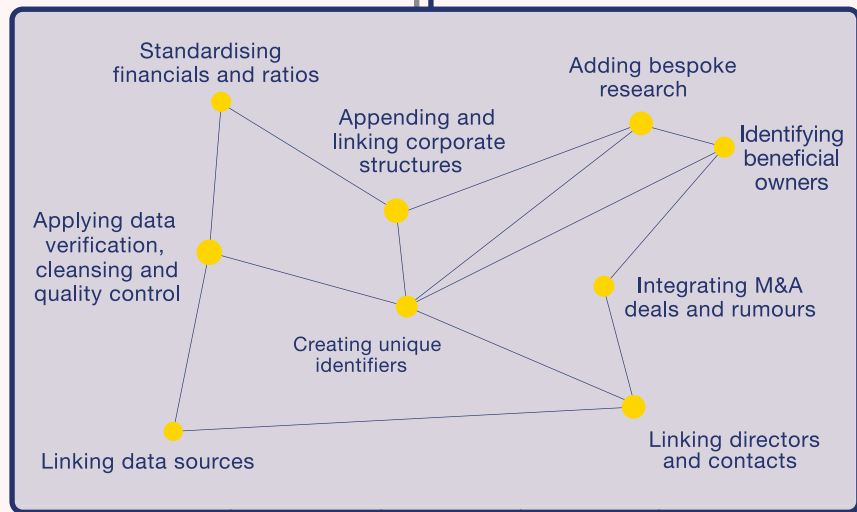 Standardising
financials and ratios
Adding bespoke
research
Appending and
linking corporate
structures
Identifying
beneficial
owners
Applying data
verification,
cleansing and
quality control
Integrating M&A
deals and rumours
Creating unique
identifiers
Linking directors
and contacts
Linking data sources